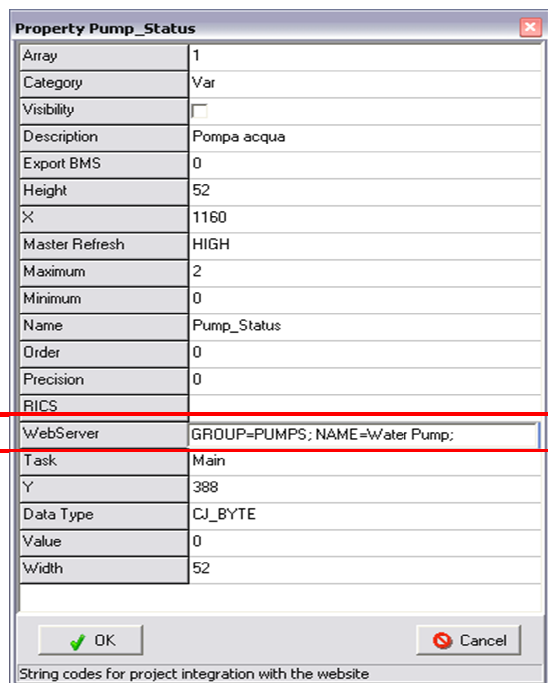 Property Pump_Status
Array 1
Category Var
Visibility
Description Pompa acqua
Export BMS 0
Height 52
X 1160
Master Refresh HIGH
Maximum 2
Minimum 0
Name Pump_Status
Order 0
Precision 0
RICS
WebServer GROUP=PUMPS; NAME=Water Pump;
Task Main
Y 388
Data Type CJ_BYTE
Value 0
Width 52
OK Cancel
String codes for project integration with the website